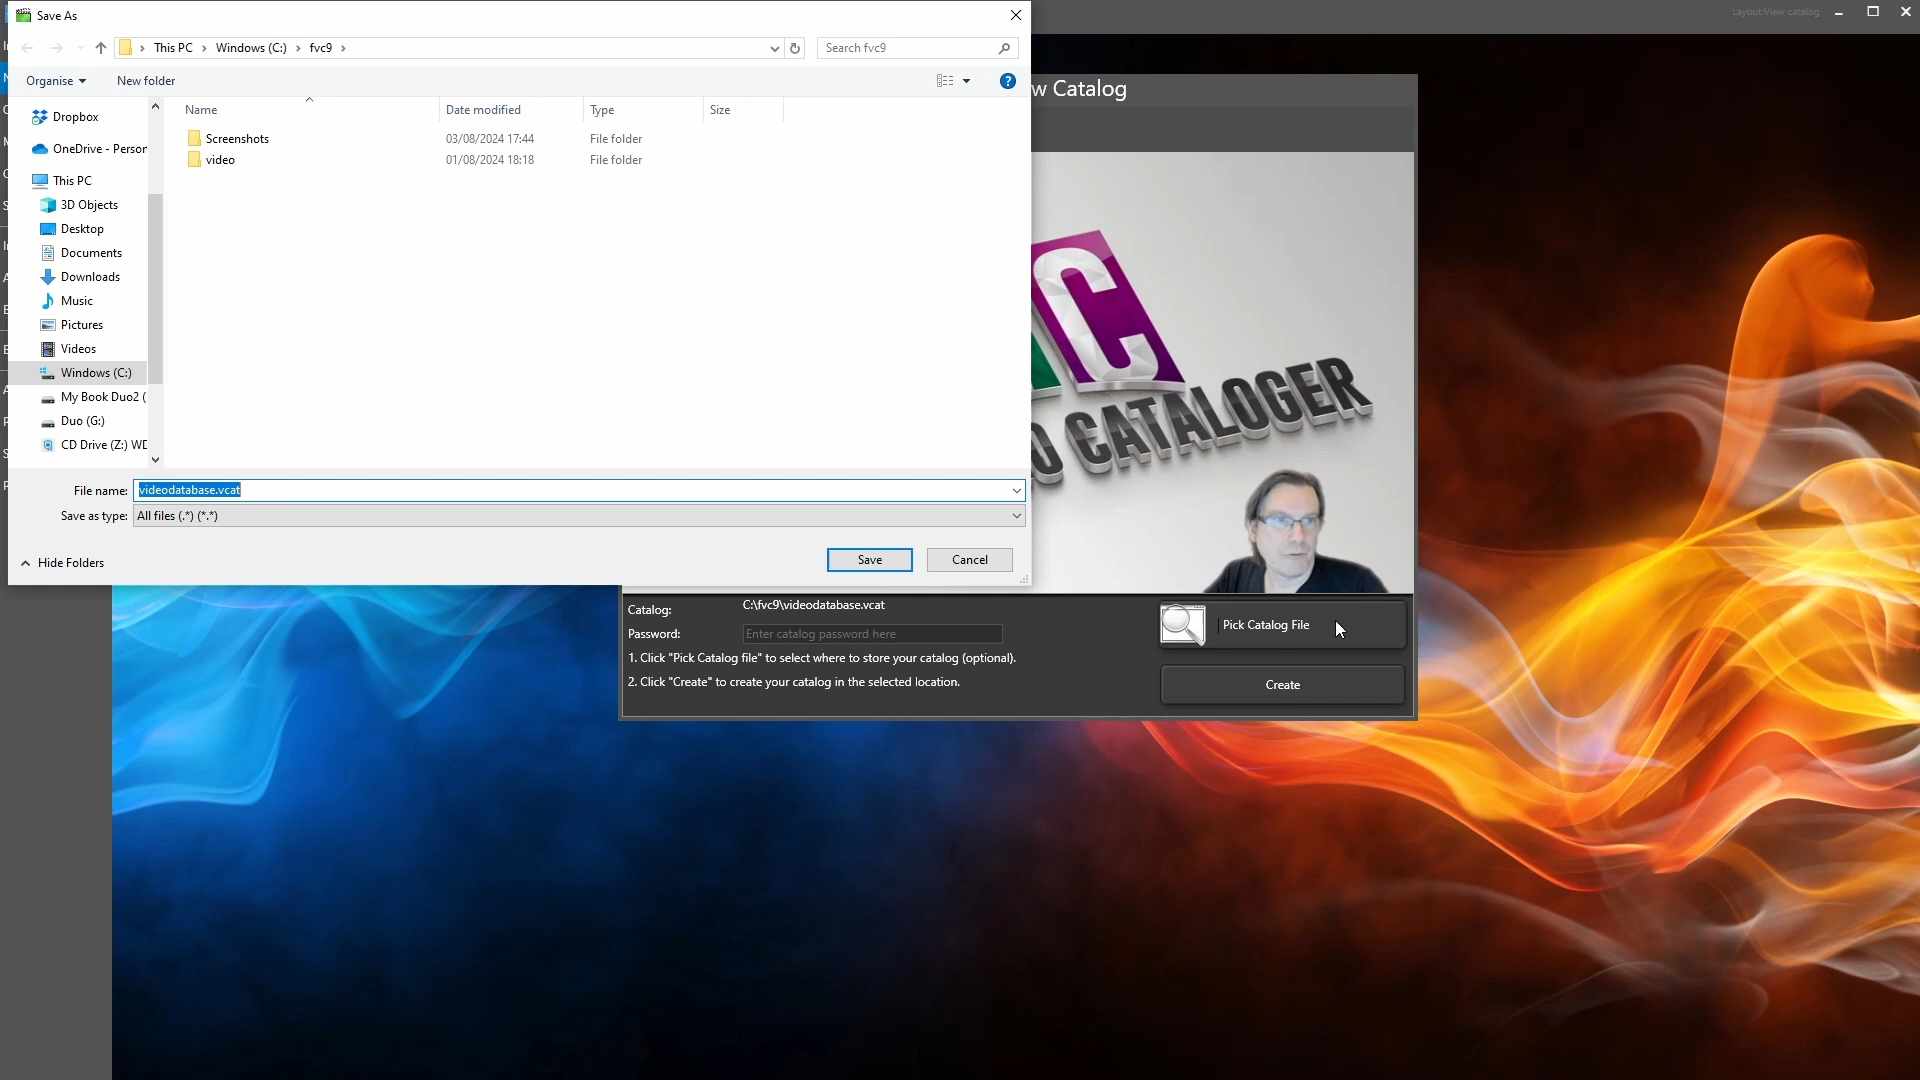 Save As
Layout:View catalog
This PC
Windows (C:)
fvc9
Search fvc9
Organise
New folder
w Catalog
Name
Date modified
Type
Size
Dropbox
OneDrive - Person
This PC
3D Objects
Desktop
Documents
Downloads
Music
Pictures
Videos
Windows (C:)
My Book Duo2 (
Duo (G:)
CD Drive (Z:) WD
Screenshots
03/08/2024 17:44
File folder
video
01/08/2024 18:18
File folder
C
O CATALOGER
File name:
videodatabase.vcat
Save as type:
All files (.*) (*.*)
Hide Folders
Save
Cancel
Catalog:
C:\fvc9\videodatabase.vcat
Pick Catalog File
Password:
Enter catalog password here
1. Click "Pick Catalog file" to select where to store your catalog (optional).
2. Click "Create" to create your catalog in the selected location.
Create